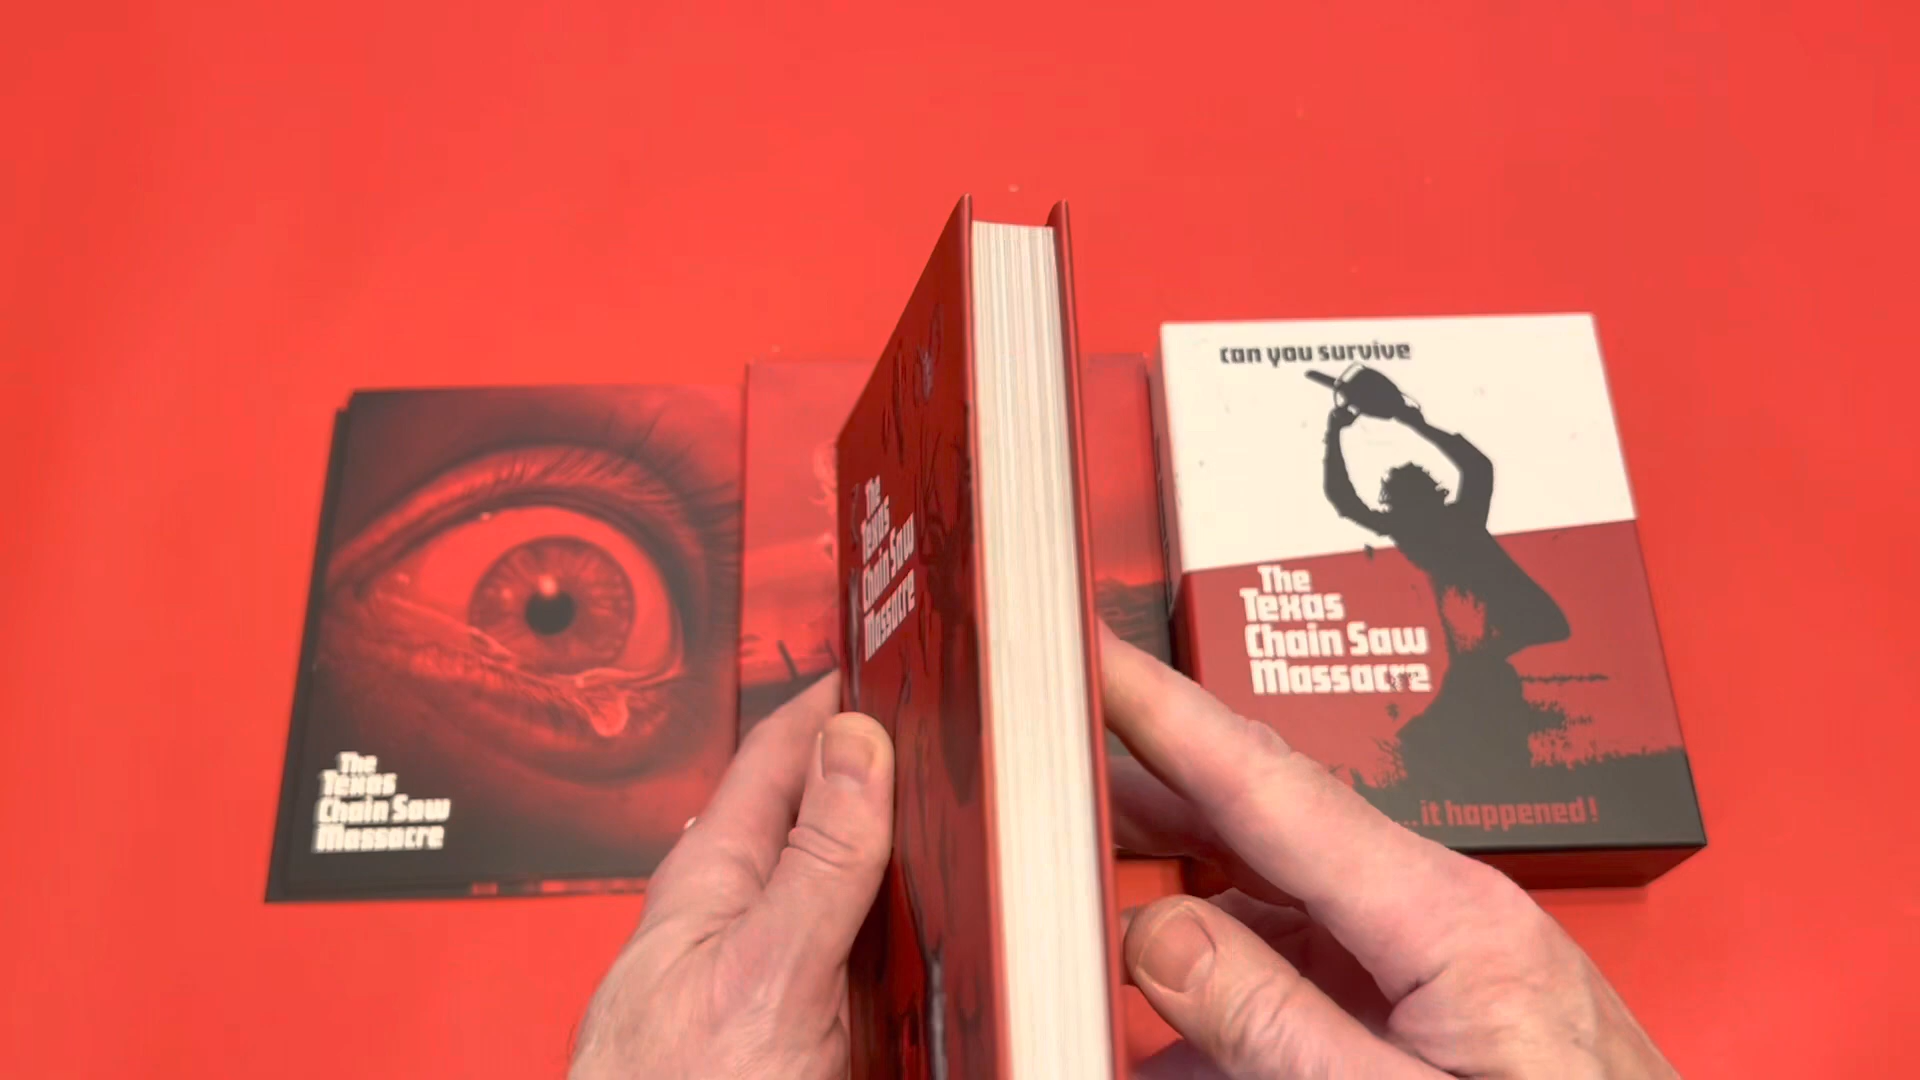 The
Texas
Chain Saw
Massacre
The
Texas
Chain Saw
Massacre
can you survive
The
Texas
Chain Saw
Massacre
...it happened!